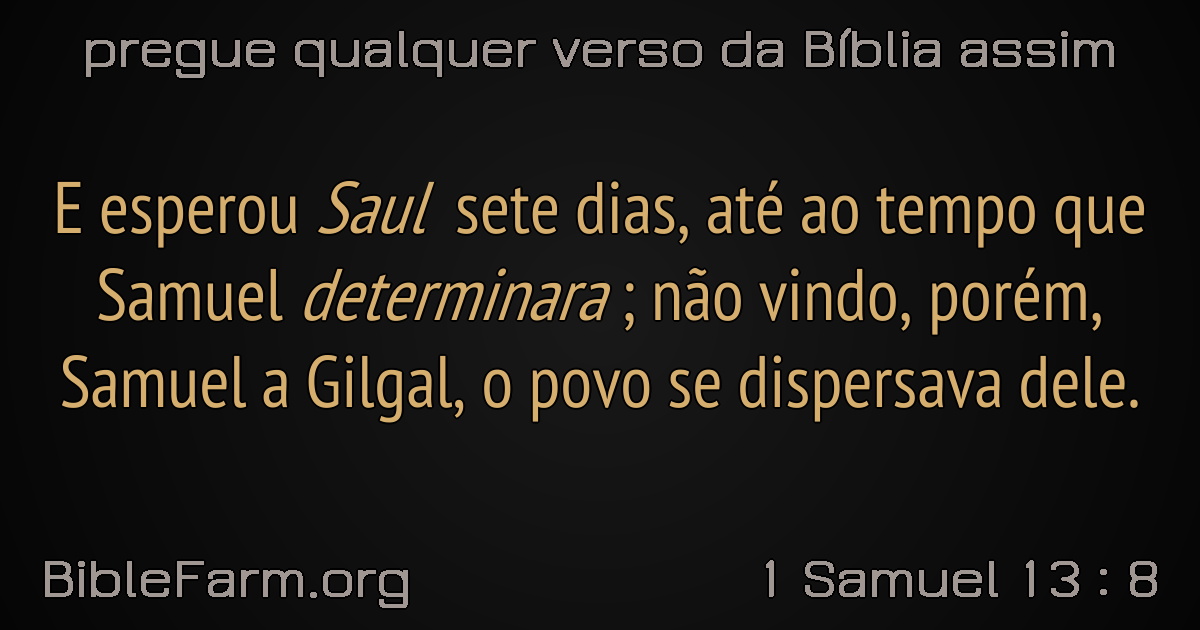 pregue qualquer verso da Bíblia assim
E esperou Saul sete dias, até ao tempo que
Samuel determinara ; não vindo, porém,
Samuel a Gilgal, o povo se dispersava dele.
BibleFarm.org
1 Samuel 13 : 8